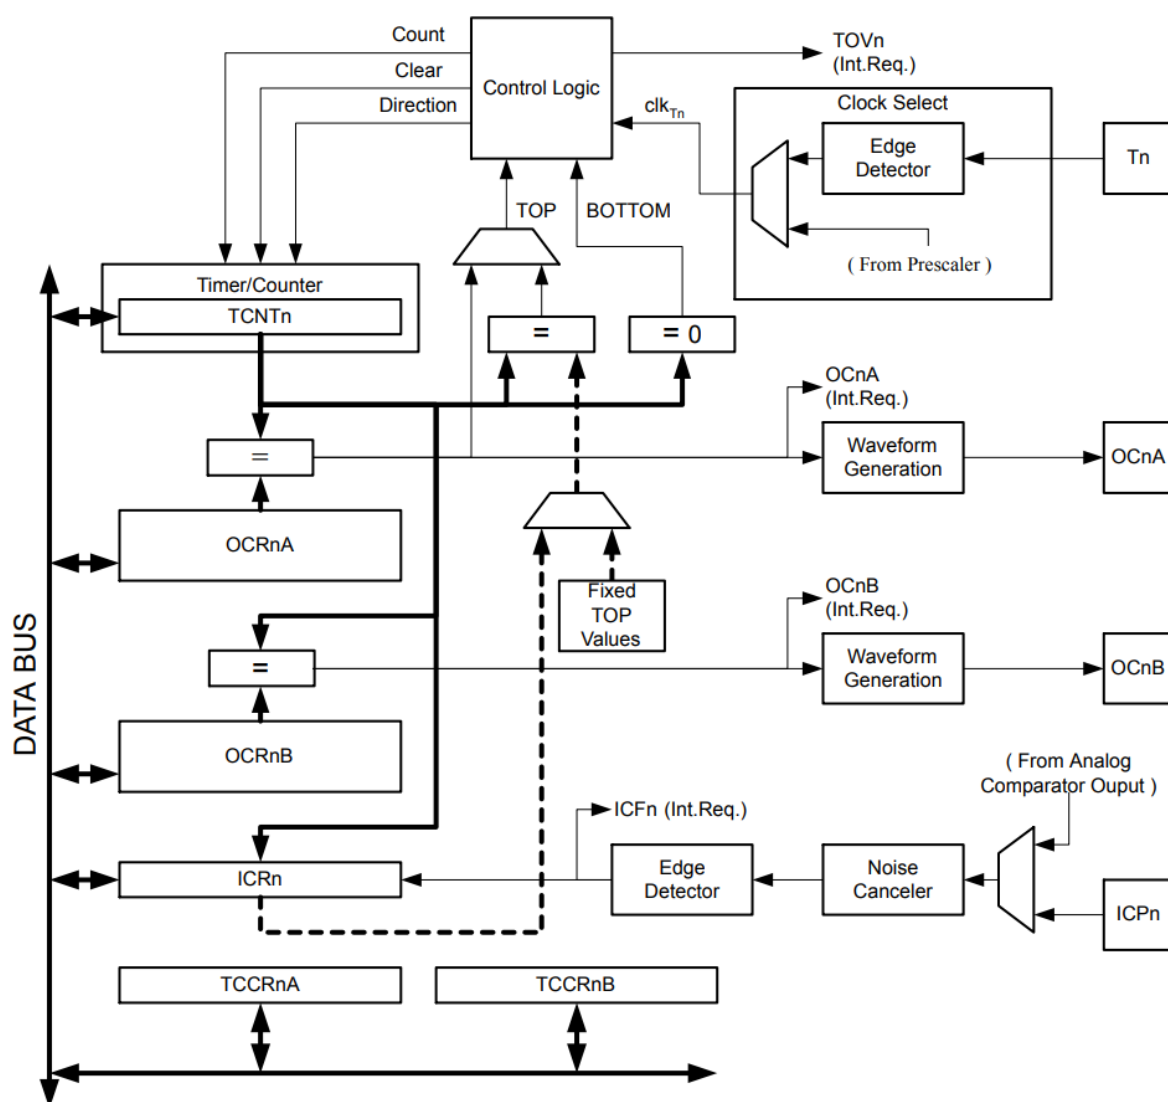 Count
TOVn
(Int.Req.)
Clear
Control Logic
Clock Select
Direction
clkTn
Edge
Detector
Tn
TOP
BOTTOM
( From Prescaler )
Timer/Counter
TCNTn
=
= 0
OCnA
(Int.Req.)
=
Waveform
Generation
OCnA
OCRnA
Fixed
TOP
Values
OCnB
(Int.Req.)
=
Waveform
Generation
OCnB
DATA BUS
OCRnB
( From Analog
Comparator Ouput )
ICFn (Int.Req.)
ICRn
Edge
Detector
Noise
Canceler
ICPn
TCCRnA
TCCRnB